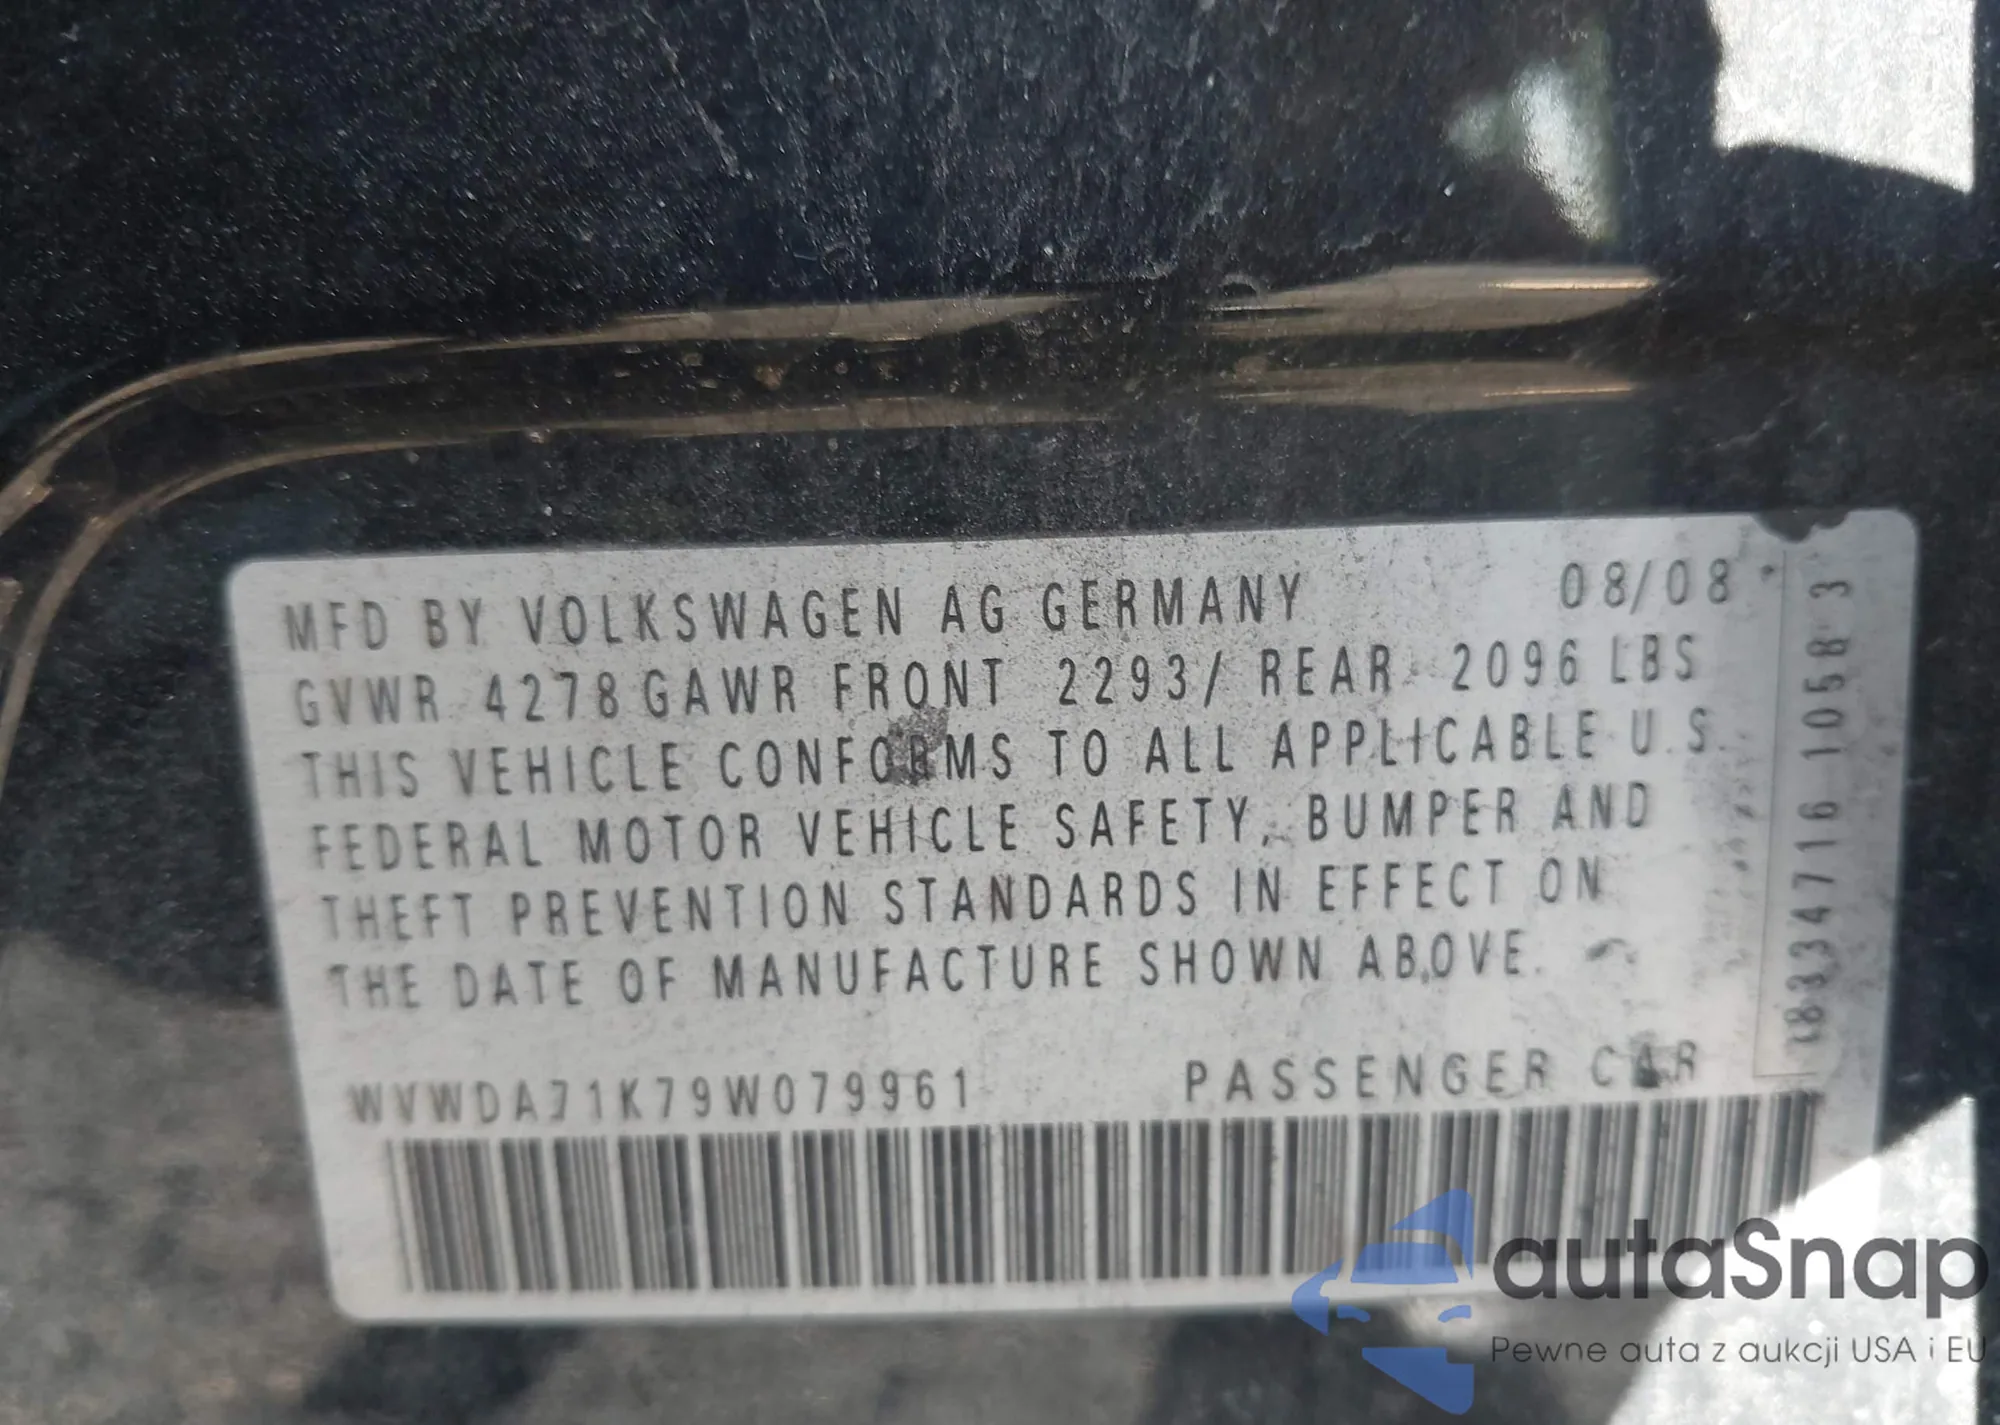 MFD BY VOLKSWAGEN AG GERMANY 08/08
GVWR 4278 GAWR FRONT 2293/ REAR 2096 LBS
THIS VEHICLE CONFORMS TO ALL APPLICABLE U.S.
FEDERAL MOTOR VEHICLE SAFETY, BUMPER AND
THEFT PREVENTION STANDARDS IN EFFECT ON
THE DATE OF MANUFACTURE SHOWN ABOVE.
WVWDA71K79W079961 PASSENGER CAR
18334716 1058 3
autaSnap
Pewne auta z aukcji USA i EU